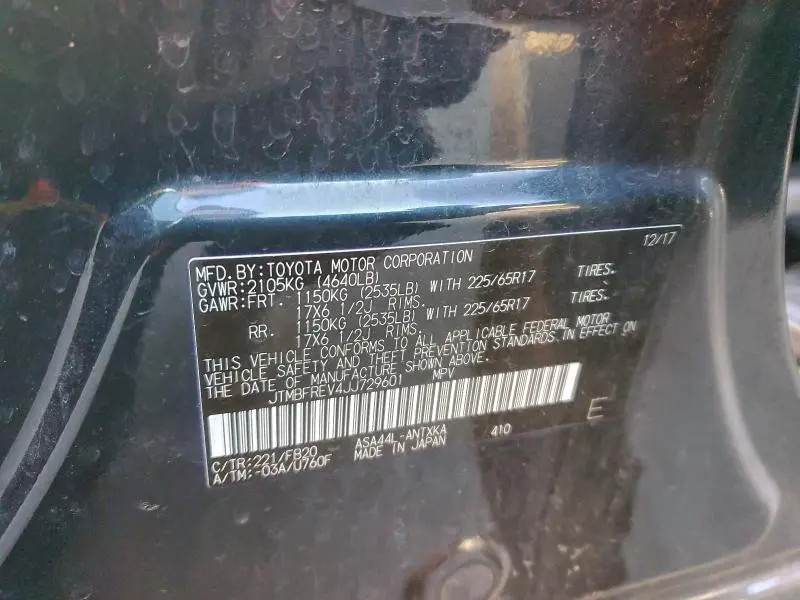 12/17
MFD.BY:TOYOTA MOTOR CORPORATION
GVWR:2105KG (4640LB)
GAWR:FRT. 1150KG (2535LB) WITH 225/65R17 TIRES.
17X6 1/2J RIMS.
RR. 1150KG (2535LB) WITH 225/65R17 TIRES.
17X6 1/2J RIMS.
THIS VEHICLE CONFORMS TO ALL APPLICABLE FEDERAL MOTOR
VEHICLE SAFETY AND THEFT PREVENTION STANDARDS IN EFFECT ON
THE DATE OF MANUFACTURE SHOWN ABOVE.
JTMBFREV4JJ729601 MPV
E
C/TR:221/FB20 ASA44L-ANTXKA 410
A/TM:-03A/U760F MADE IN JAPAN